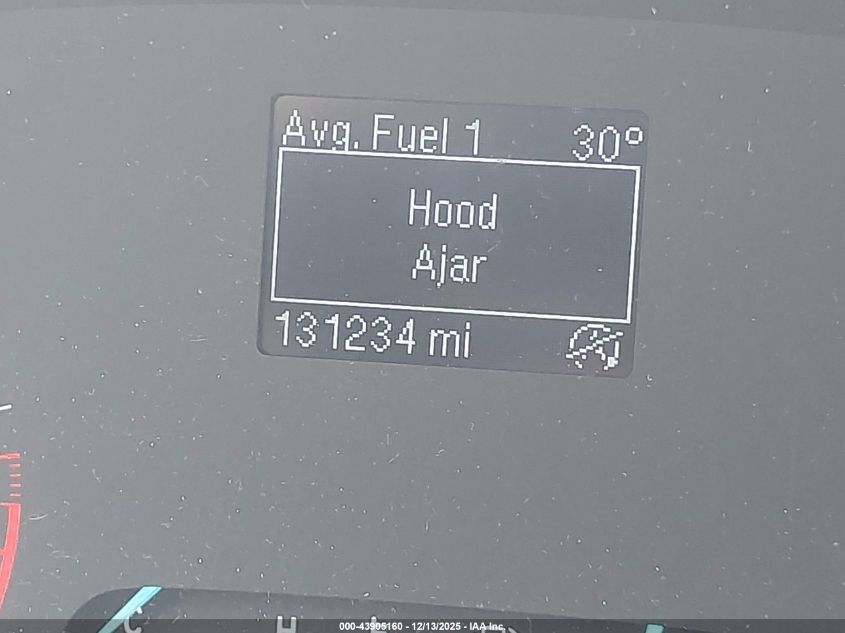 Avg. Fuel 1 30°
Hood
Ajar
131234 mi
C H
000-43905160 - 12/13/2025 - IAA Inc.